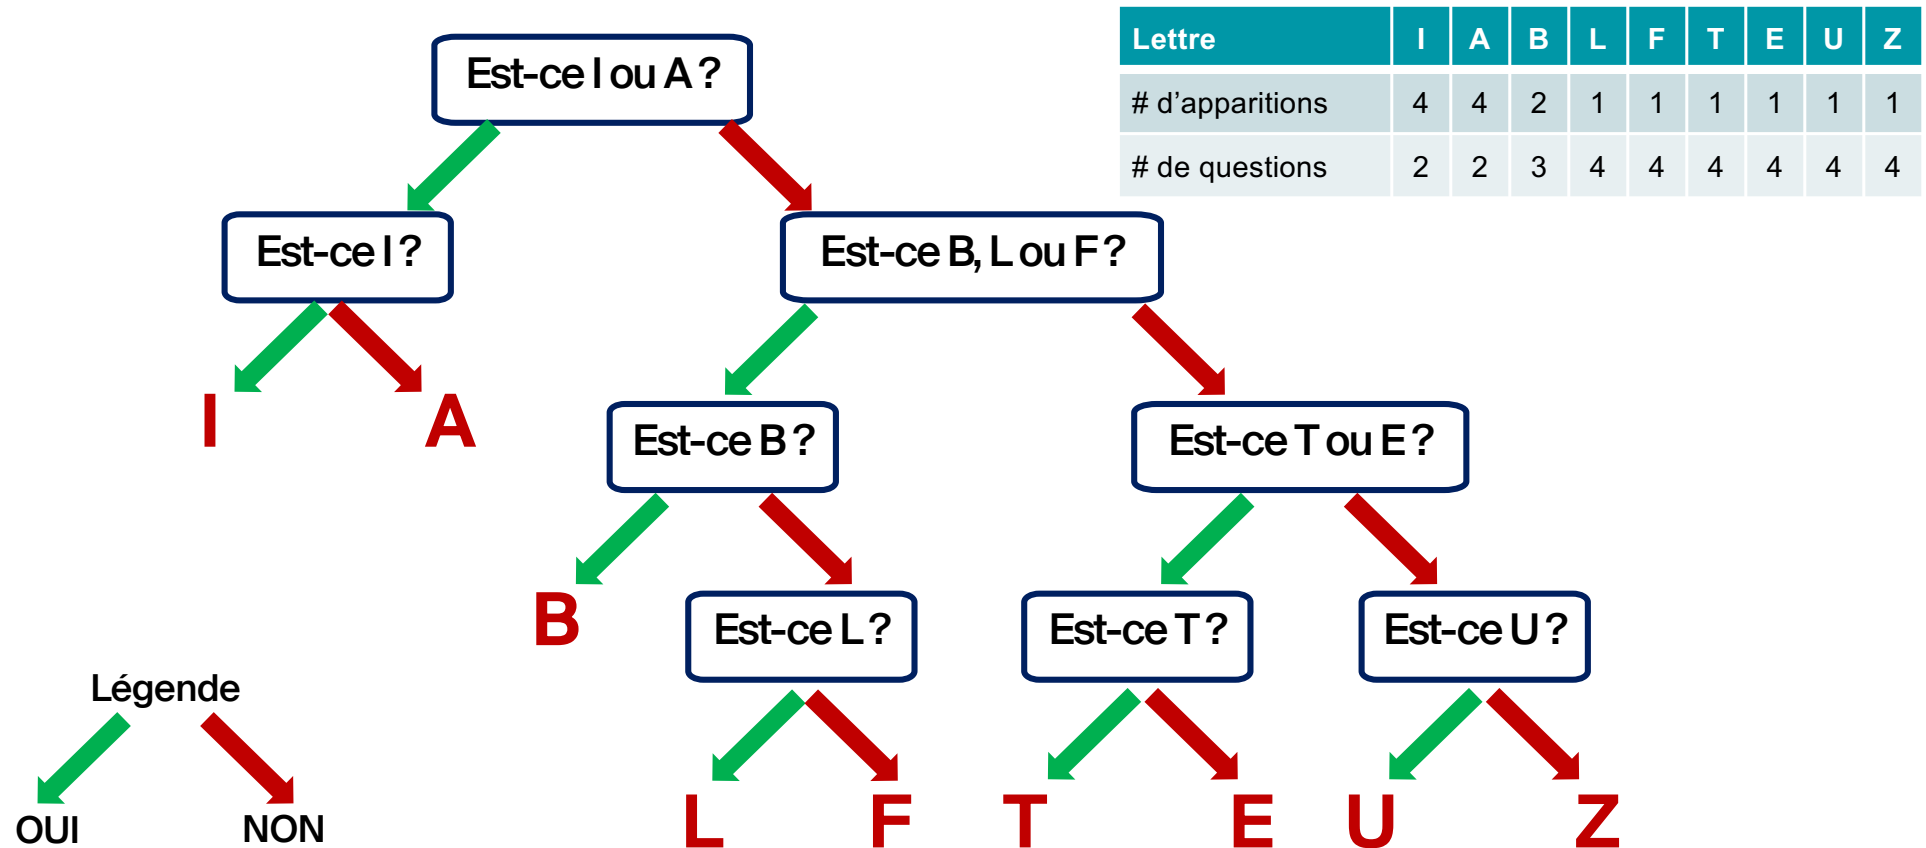 Lettre I A B L F T E U Z
# d'apparitions 4 4 2 1 1 1 1 1 1
# de questions 2 2 3 4 4 4 4 4 4
Est-ce I ou A ?
Est-ce I ?
Est-ce B, L ou F ?
I A
Est-ce B ?
Est-ce T ou E ?
B
Est-ce L ?
Est-ce T ?
Est-ce U ?
L F T E U Z
Légende
OUI NON